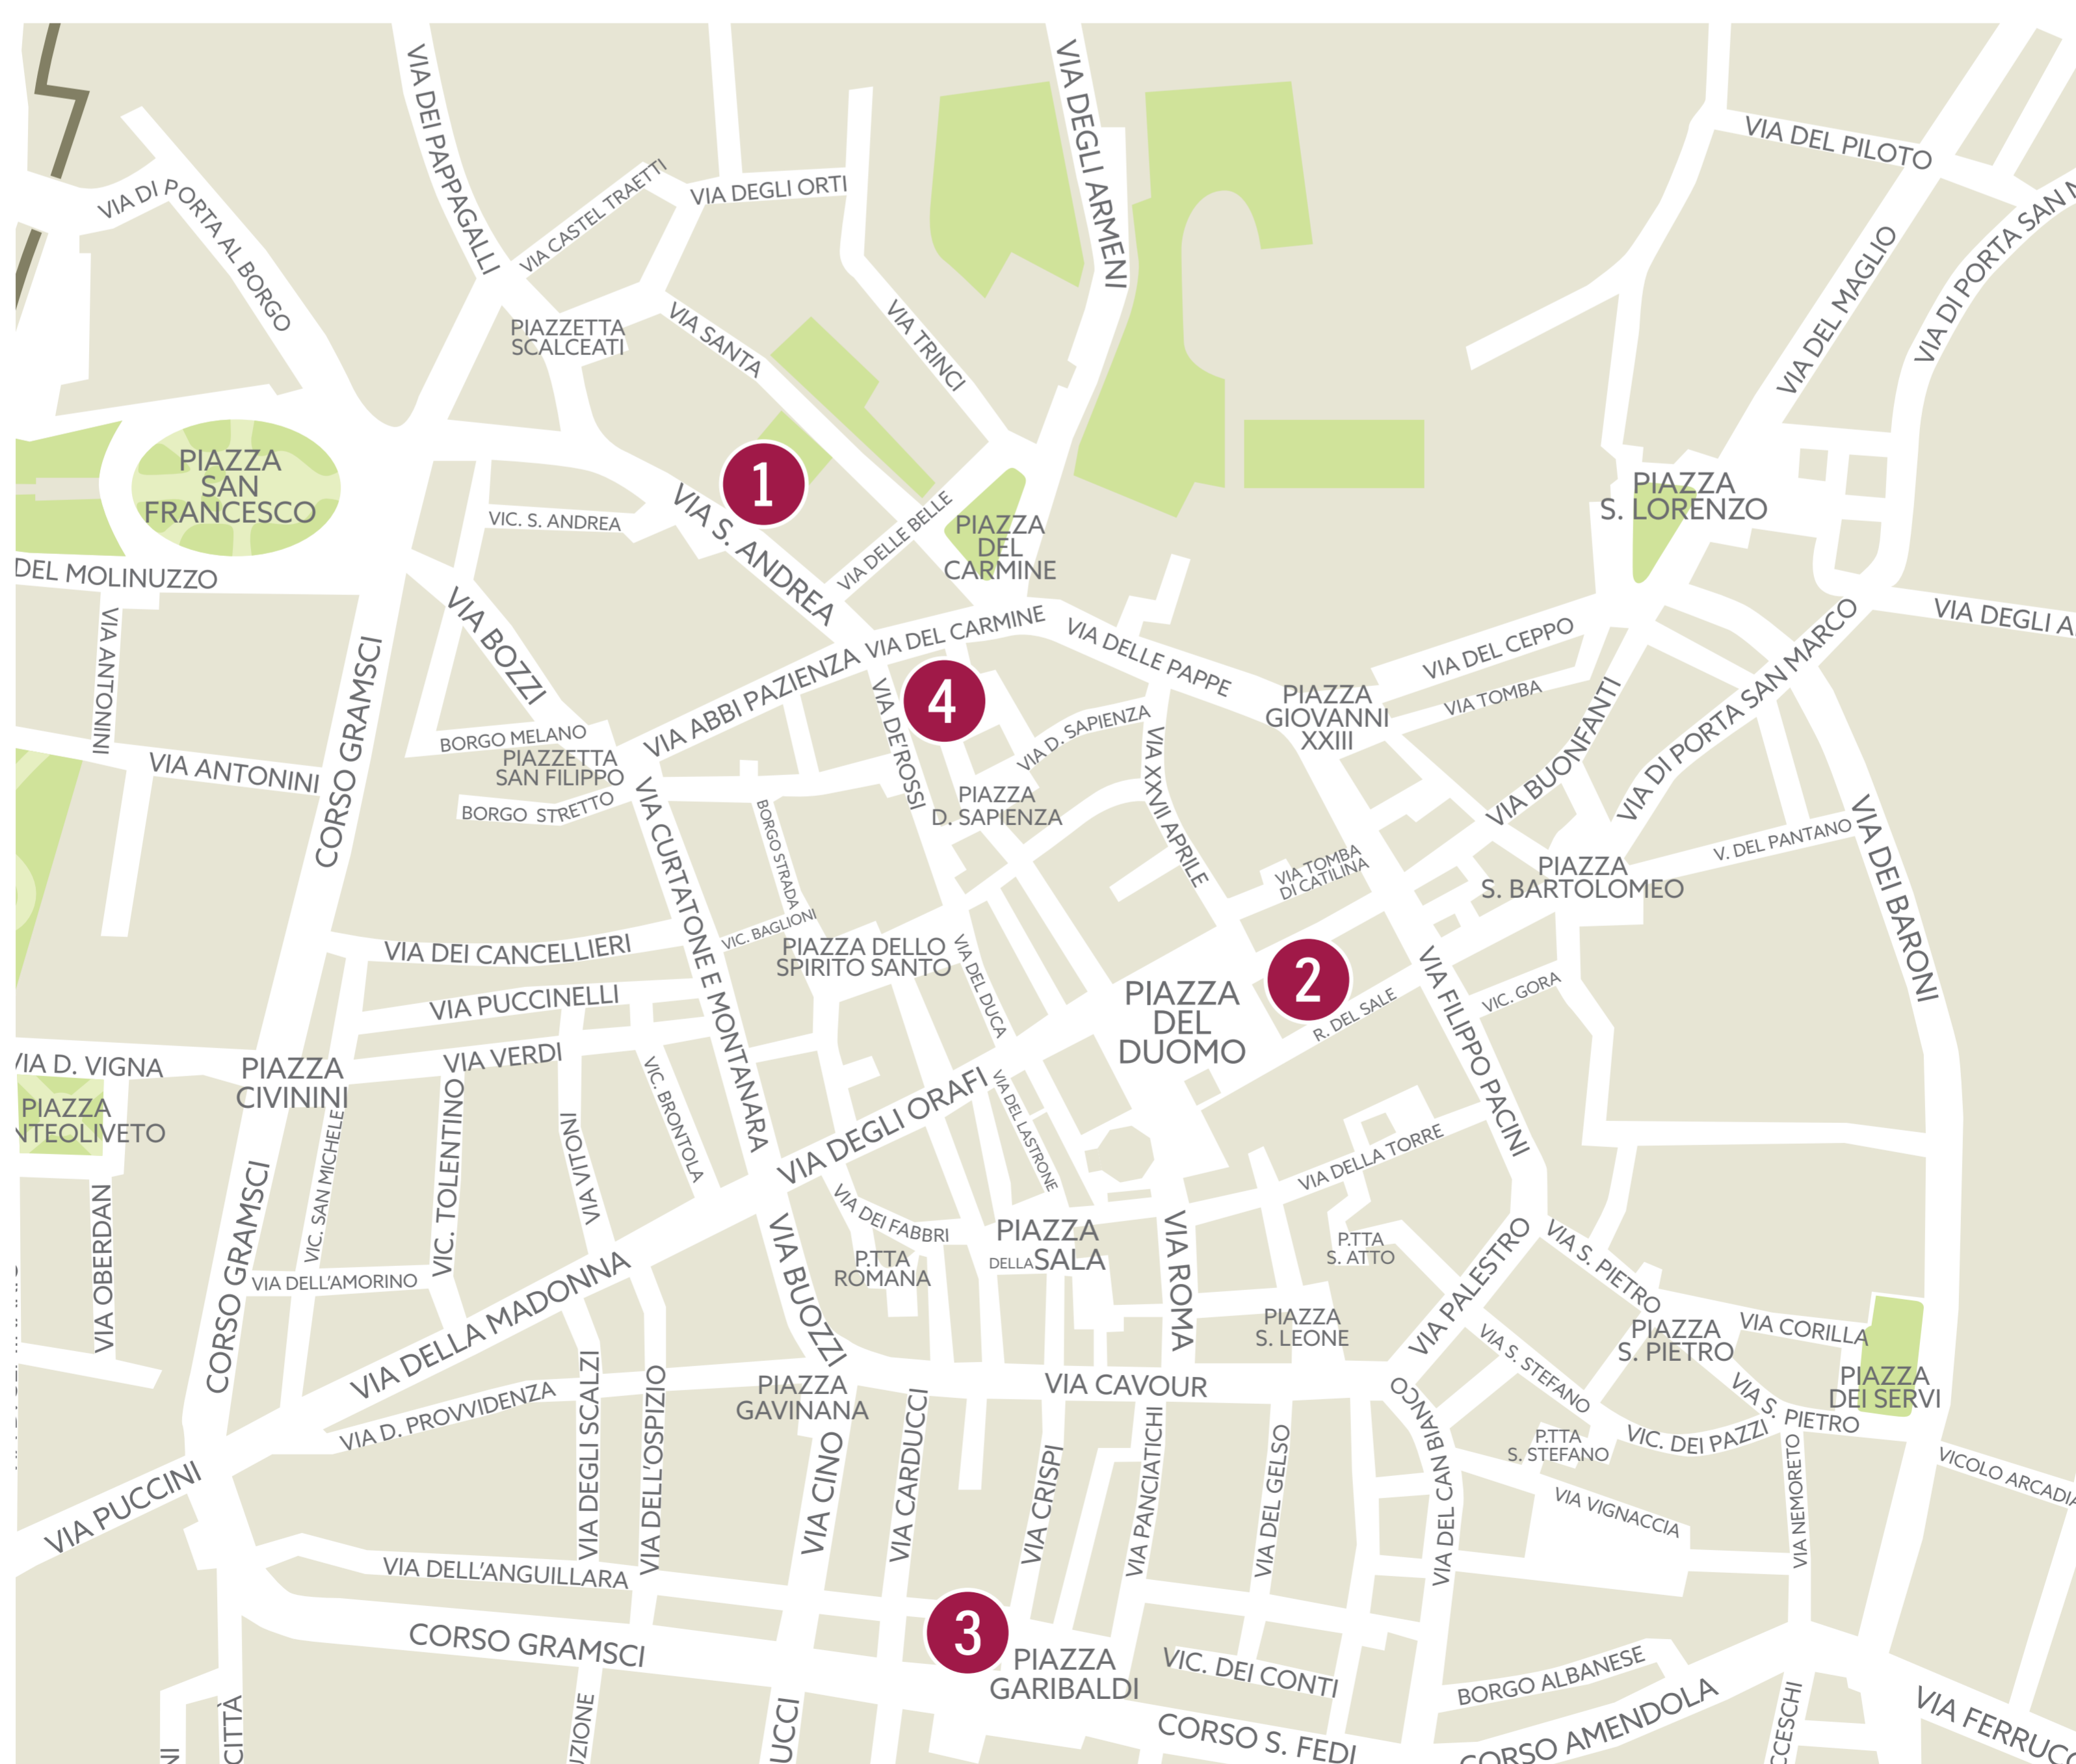 VIA DEI PAPPAGALLI
VIA DEGLI ARMENI
VIA DEL PILOTO
VIA DI PORTA AL BORGO
VIA CASTEL TRAETTI
VIA DEGLI ORTI
VIA DI PORTA SAN
VIA DEL MAGLIO
PIAZZETTA
SCALCEATI
VIA SANTA
VIA TRINCI
PIAZZA
SAN
FRANCESCO
1
VIC. S. ANDREA
VIA S. ANDREA
VIA DELLE BELLE
PIAZZA
DEL
CARMINE
PIAZZA
S. LORENZO
DEL MOLINUZZO
VIA ANTONINI
VIA BOZZI
VIA DEGLI A
VIA DEL CARMINE
VIA DELLE PAPPE
VIA DEL CEPPO
VIA DI PORTA SAN MARCO
CORSO GRAMSCI
VIA ABBI PAZIENZA
4
VIA TOMBA
PIAZZA
GIOVANNI
XXIII
VIA BUONFANTI
VIA DE'ROSSI
VIA D. SAPIENZA
VIA XXVII APRILE
BORGO MELANO
PIAZZETTA
SAN FILIPPO
VIA ANTONINI
BORGO STRETTO
PIAZZA
D. SAPIENZA
VIA CURTATONE E MONTANARA
BORGO STRADA
V. DEL PANTANO
VIA DEI BARONI
VIA TOMBA
DI CATILINA
PIAZZA
S. BARTOLOMEO
VIA DEI CANCELLIERI
VIC. BAGLIONI
PIAZZA DELLO
SPIRITO SANTO
VIA DEL DUCA
2
VIA FILIPPO PACINI
VIC. GORA
R. DEL SALE
PIAZZA
DEL
DUOMO
VIA PUCCINELLI
VIA VERDI
VIA D. VIGNA
PIAZZA
CIVININI
PIAZZA
NTEOLIVETO
VIC. BRONTOLA
VIA DEGLI ORAFI
VIA DEL LASTRONE
VIC. SAN MICHELE
VIC. TOLENTINO
VIA VITONI
VIA DELLA TORRE
VIA OBERDAN
CORSO GRAMSCI
VIA DEI FABBRI
PIAZZA
DELLA SALA
P.TTA
ROMANA
VIA ROMA
P.TTA
S. ATTO
VIA PALESTRO
VIA S. PIETRO
VIA DELL'AMORINO
VIA DELLA MADONNA
VIA BUOZZI
PIAZZA
S. LEONE
VIA S. STEFANO
PIAZZA
S. PIETRO
VIA CORILLA
PIAZZA
DEI SERVI
VIA D. PROVVIDENZA
PIAZZA
GAVINANA
VIA CAVOUR
VIA S. PIETRO
VIA DEGLI SCALZI
VIA DELL'OSPIZIO
VIA CINO
VIA CARDUCCI
VIA CRISPI
VIA PANCIATICHI
VIA DEL GELSO
VIA DEL CAN BIANCO
P.TTA
S. STEFANO
VIC. DEI PAZZI
VIA NEMORETO
VICOLO ARCADIA
VIA PUCCINI
VIA VIGNACCIA
VIA DELL'ANGUILLARA
CORSO GRAMSCI
3
PIAZZA
GARIBALDI
VIC. DEI CONTI
BORGO ALBANESE
CORSO AMENDOLA
CORSO S. FEDI
VIA FERRUCC
CITTÀ
UZIONE
UCCI
CCESCHI
NI